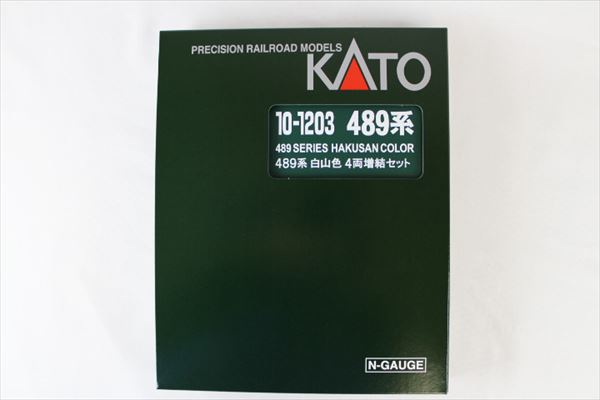 PRECISION RAILROAD MODELS
KATO
10-1203 489系
489 SERIES HAKUSAN COLOR
489系 白山色 4両増結セット
N-GAUGE